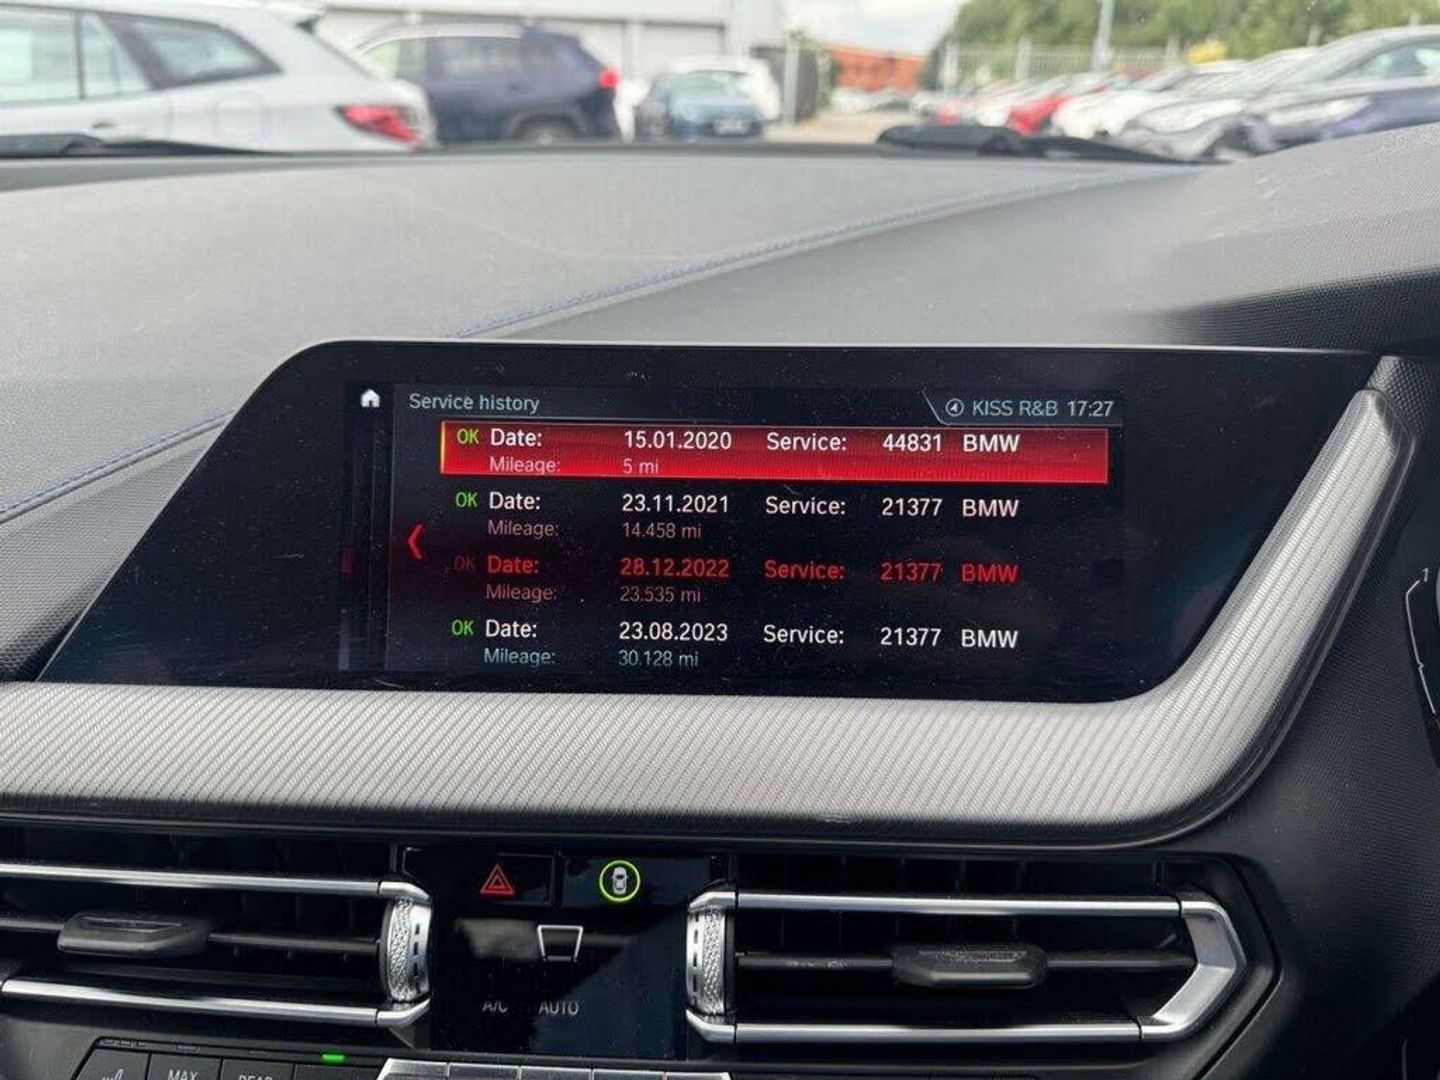 Service history KISS R&B 17:27
OK Date: 15.01.2020 Service: 44831 BMW
Mileage: 5 mi
OK Date: 23.11.2021 Service: 21377 BMW
Mileage: 14.458 mi
OK Date: 28.12.2022 Service: 21377 BMW
Mileage: 23.535 mi
OK Date: 23.08.2023 Service: 21377 BMW
Mileage: 30.128 mi
1
A/C AUTO
MAX REAR